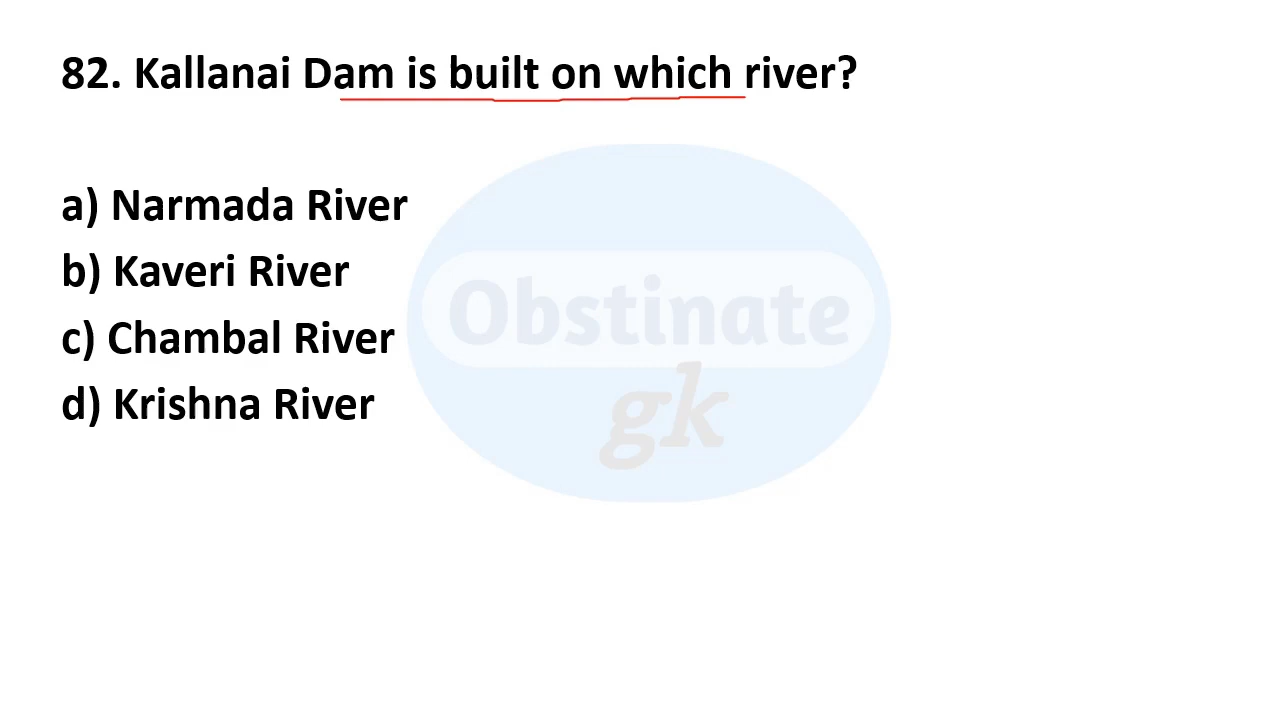 82. Kallanai Dam is built on which river?
a) Narmada River
b) Kaveri River
c) Chambal River
d) Krishna River
Obstinate
gk